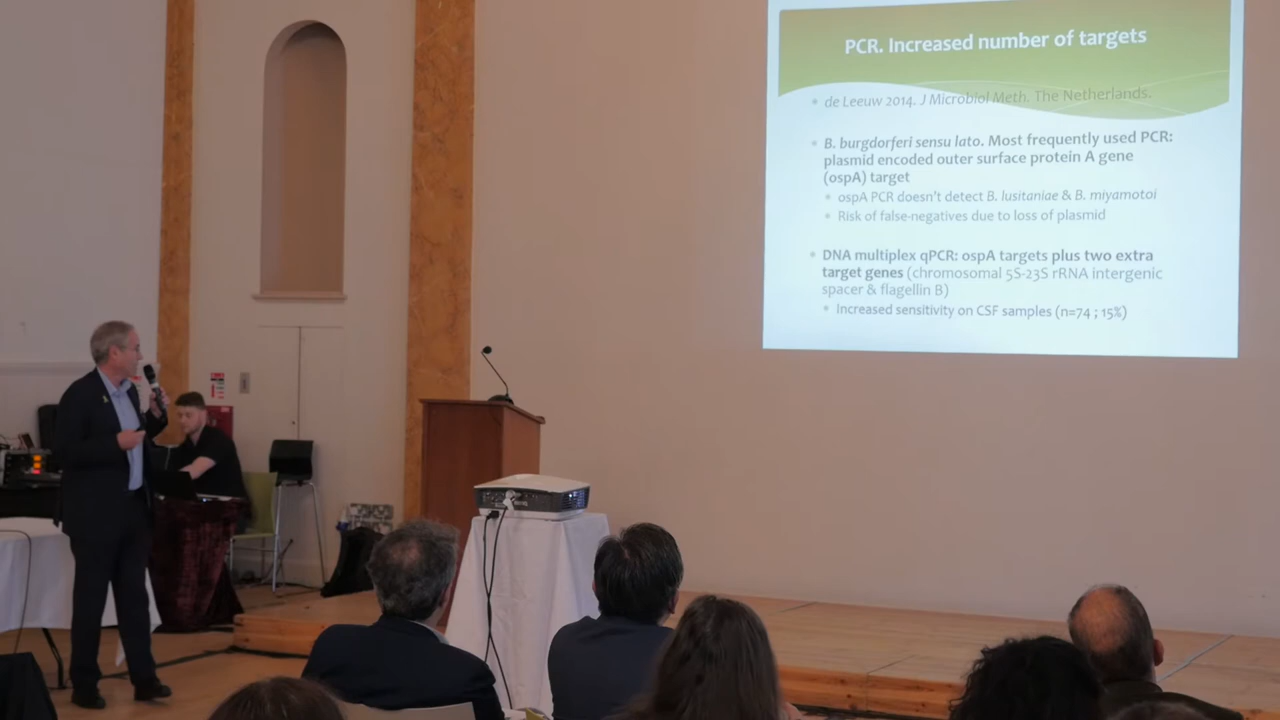 PCR. Increased number of targets
de Leeuw 2014. J Microbiol Meth. The Netherlands.
B. burgdorferi sensu lato. Most frequently used PCR:
plasmid encoded outer surface protein A gene
(ospA) target
ospA PCR doesn't detect B. lusitaniae & B. miyamotoi
Risk of false-negatives due to loss of plasmid
DNA multiplex qPCR: ospA targets plus two extra
target genes (chromosomal 5S-23S rRNA intergenic
spacer & flagellin B)
Increased sensitivity on CSF samples (n=74 ; 15%)